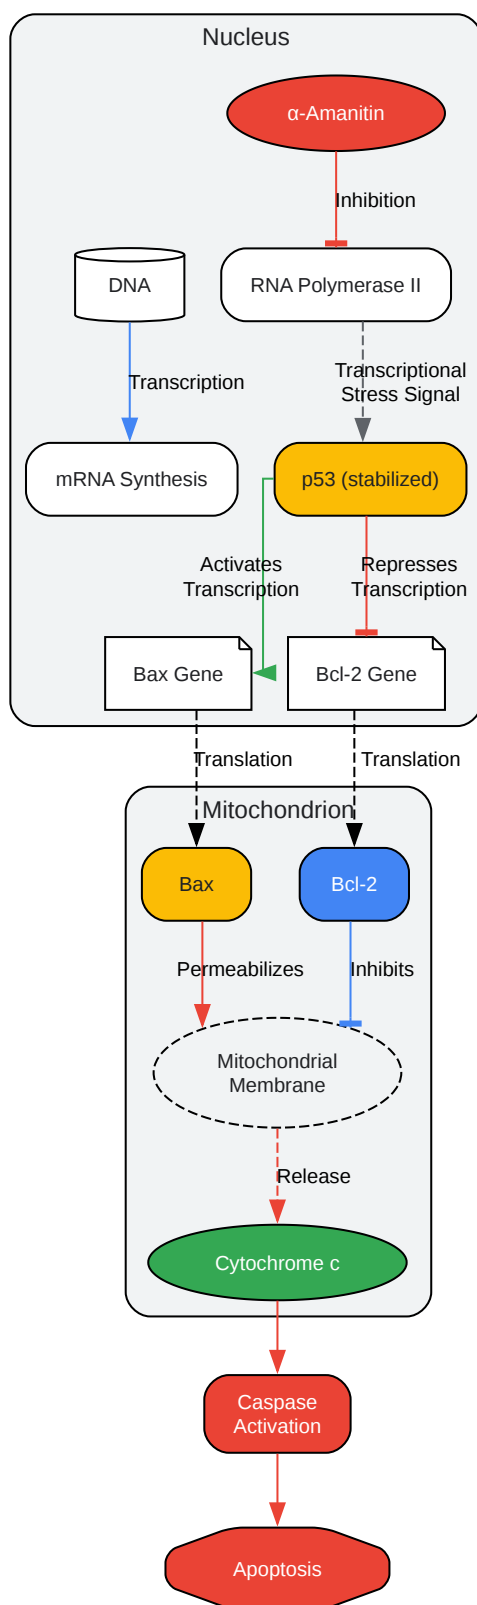 Nucleus
α-Amanitin
Inhibition
DNA
RNA Polymerase II
Transcription
Transcriptional
Stress Signal
mRNA Synthesis
p53 (stabilized)
Activates
Transcription
Represses
Transcription
Bax Gene
Bcl-2 Gene
Translation
Translation
Mitochondrion
Bax
Bcl-2
Permeabilizes
Inhibits
Mitochondrial
Membrane
Release
Cytochrome c
Caspase
Activation
Apoptosis